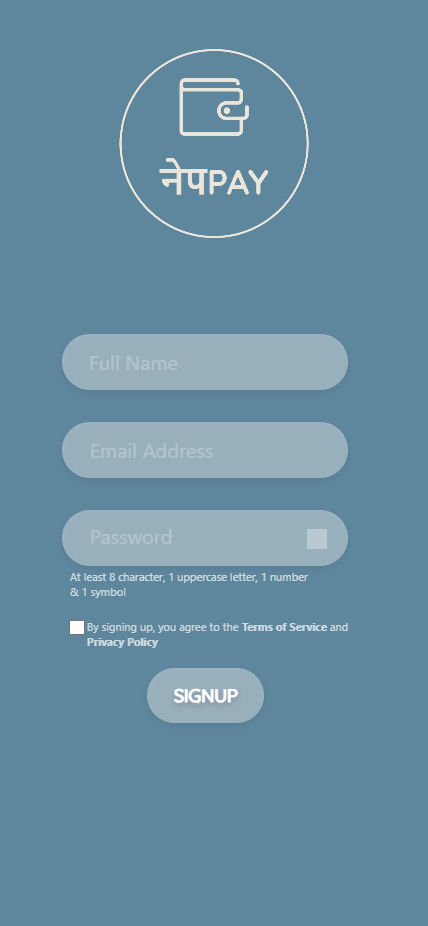 नेपPAY
Full Name
Email Address
Password
At least 8 character, 1 uppercase letter, 1 number
& 1 symbol
By signing up, you agree to the Terms of Service and
Privacy Policy
SIGNUP